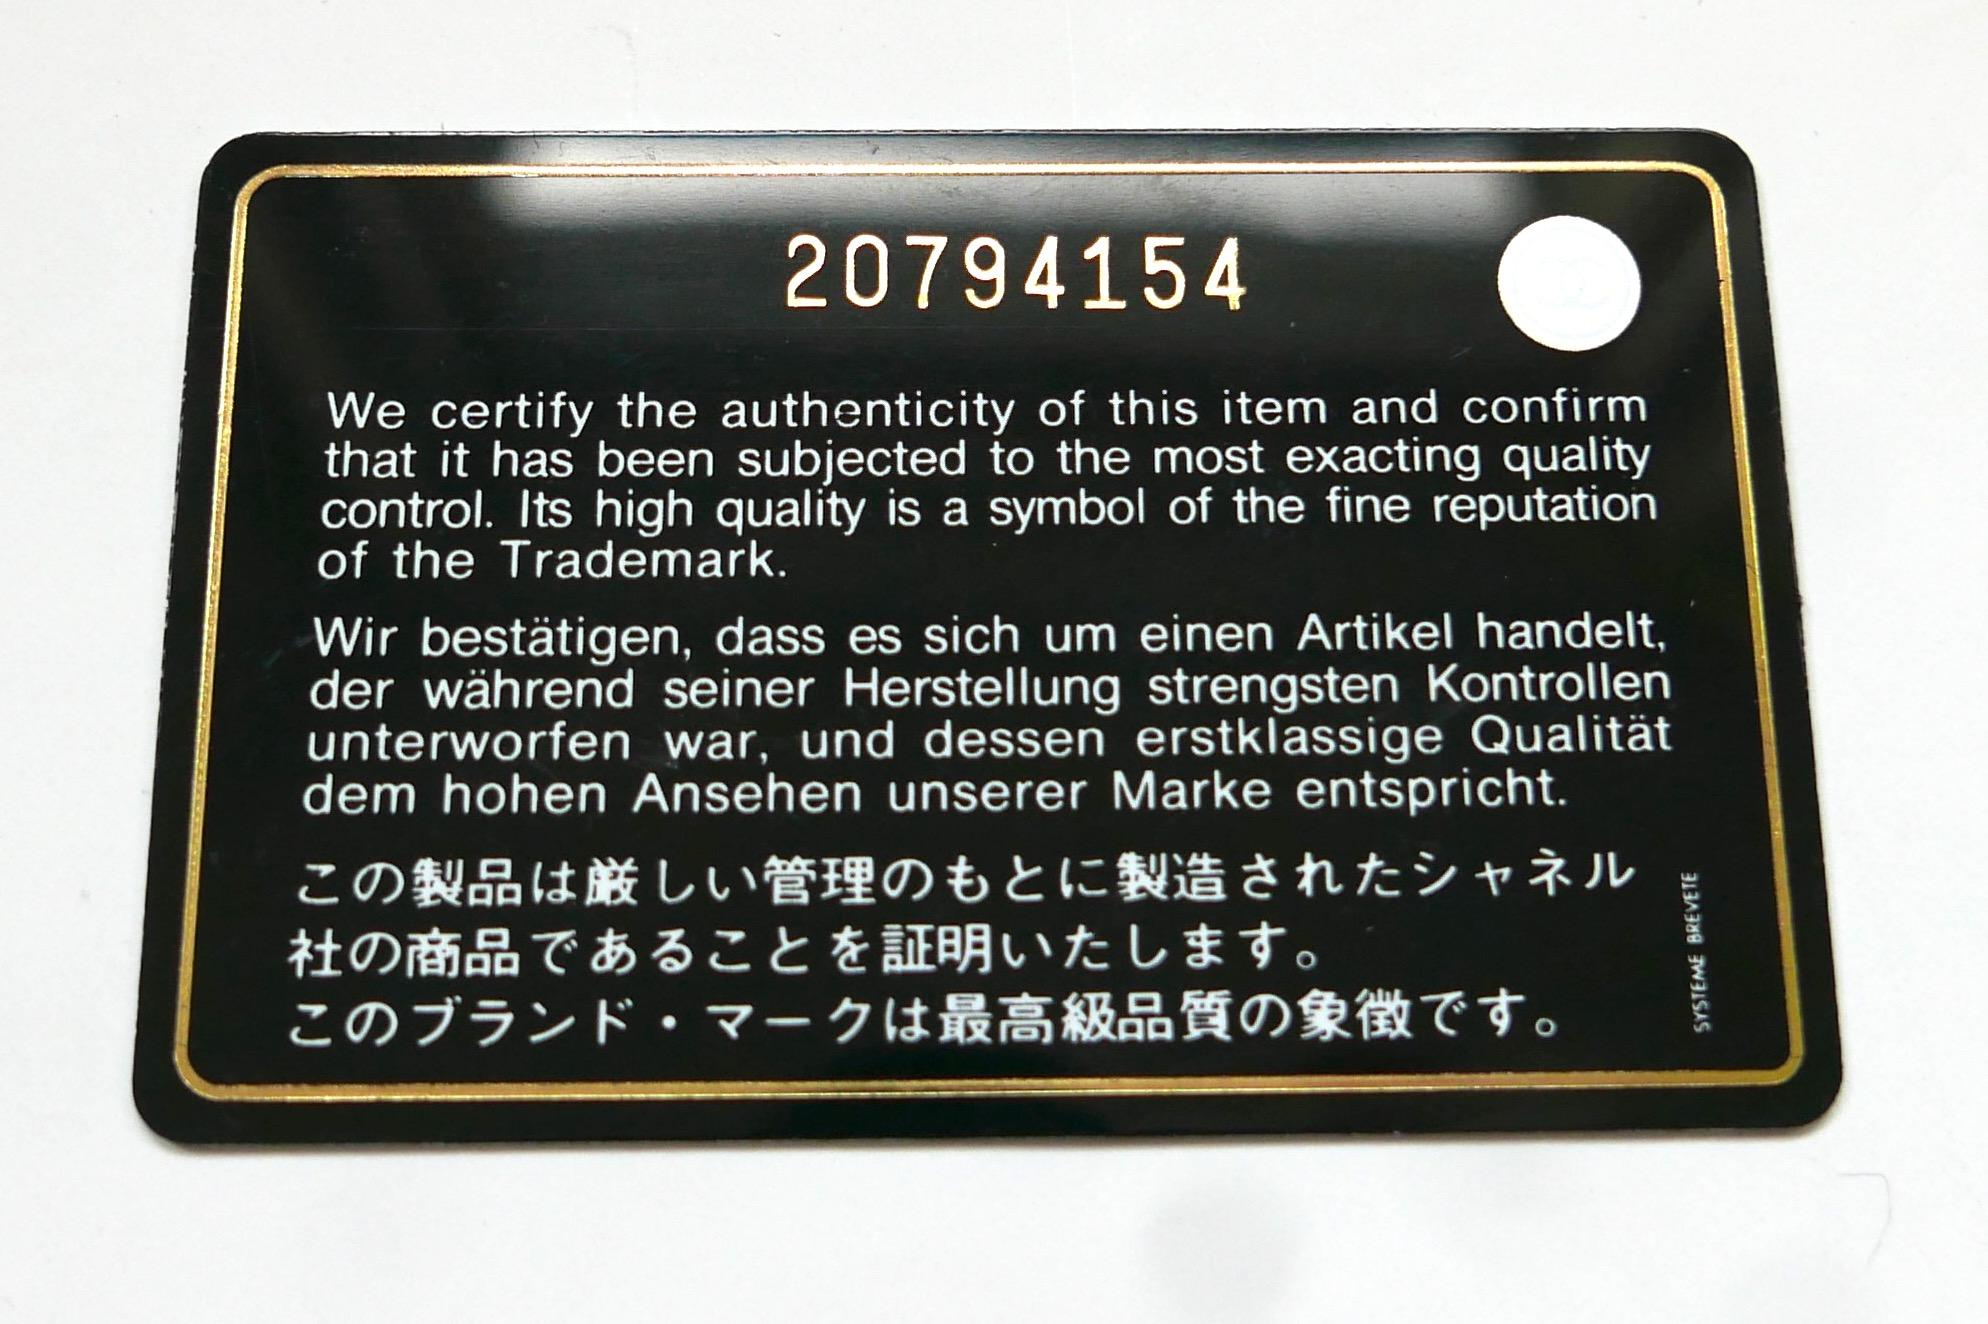 20794154
We certify the authenticity of this item and confirm
that it has been subjected to the most exacting quality
control. Its high quality is a symbol of the fine reputation
of the Trademark.
Wir bestätigen, dass es sich um einen Artikel handelt,
der während seiner Herstellung strengsten Kontrollen
unterworfen war, und dessen erstklassige Qualität
dem hohen Ansehen unserer Marke entspricht.
この製品は厳しい管理のもとに製造されたシャネル
社の商品であることを証明いたします。
このブランド・マークは最高級品質の象徴です。
SYSTEME BREVETE